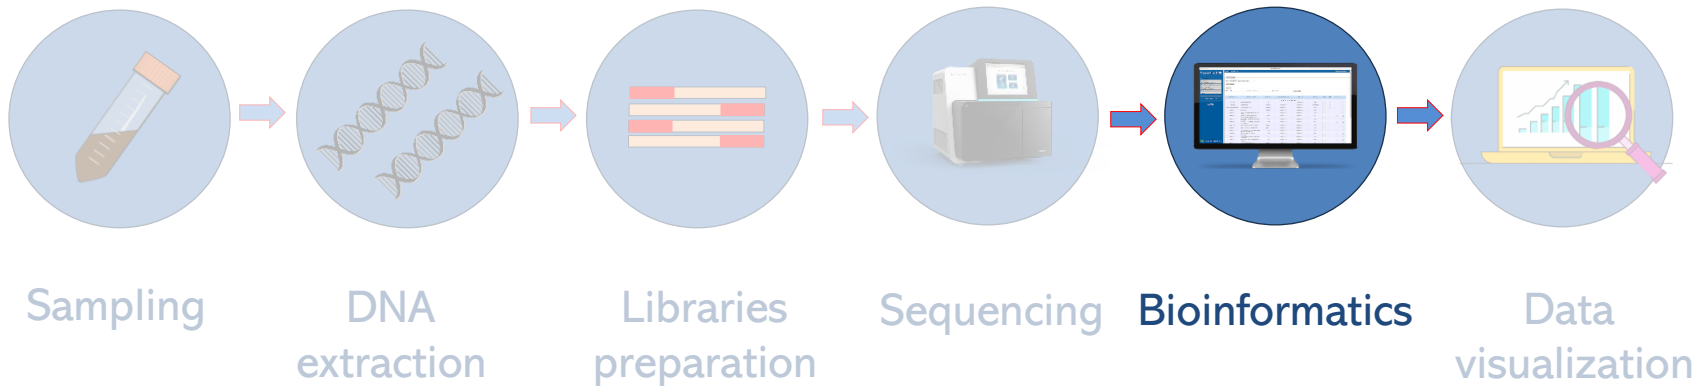 Sampling
DNA
extraction
Libraries
preparation
Sequencing
Bioinformatics
Data
visualization